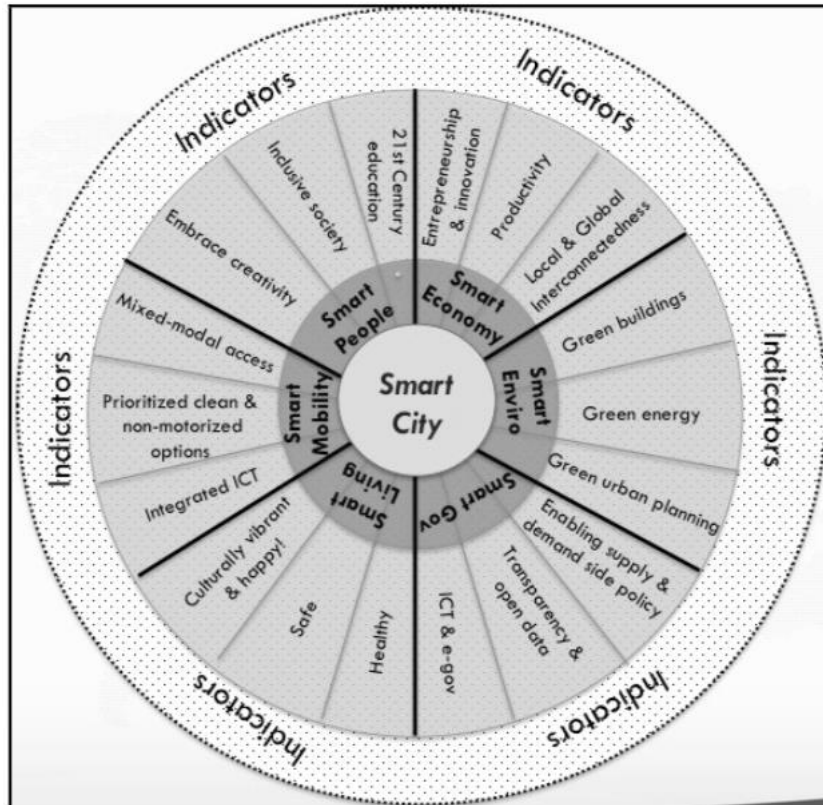 Smart
City
Smart
Economy
Entrepreneurship
& innovation
Productivity
Local & Global
Interconnectedness
Indicators
Smart
Enviro
Green buildings
Green energy
Green urban planning
Indicators
Smart Gov
Enabling supply &
demand side policy
Transparency &
open data
ICT & e-gov
Indicators
Smart
Living
Healthy
Safe
Culturally vibrant
& happy!
Indicators
Smart
Mobility
Integrated ICT
Prioritized clean &
non-motorized
options
Mixed-modal access
Indicators
Smart
People
Embrace creativity
Inclusive society
21st Century
education
Indicators